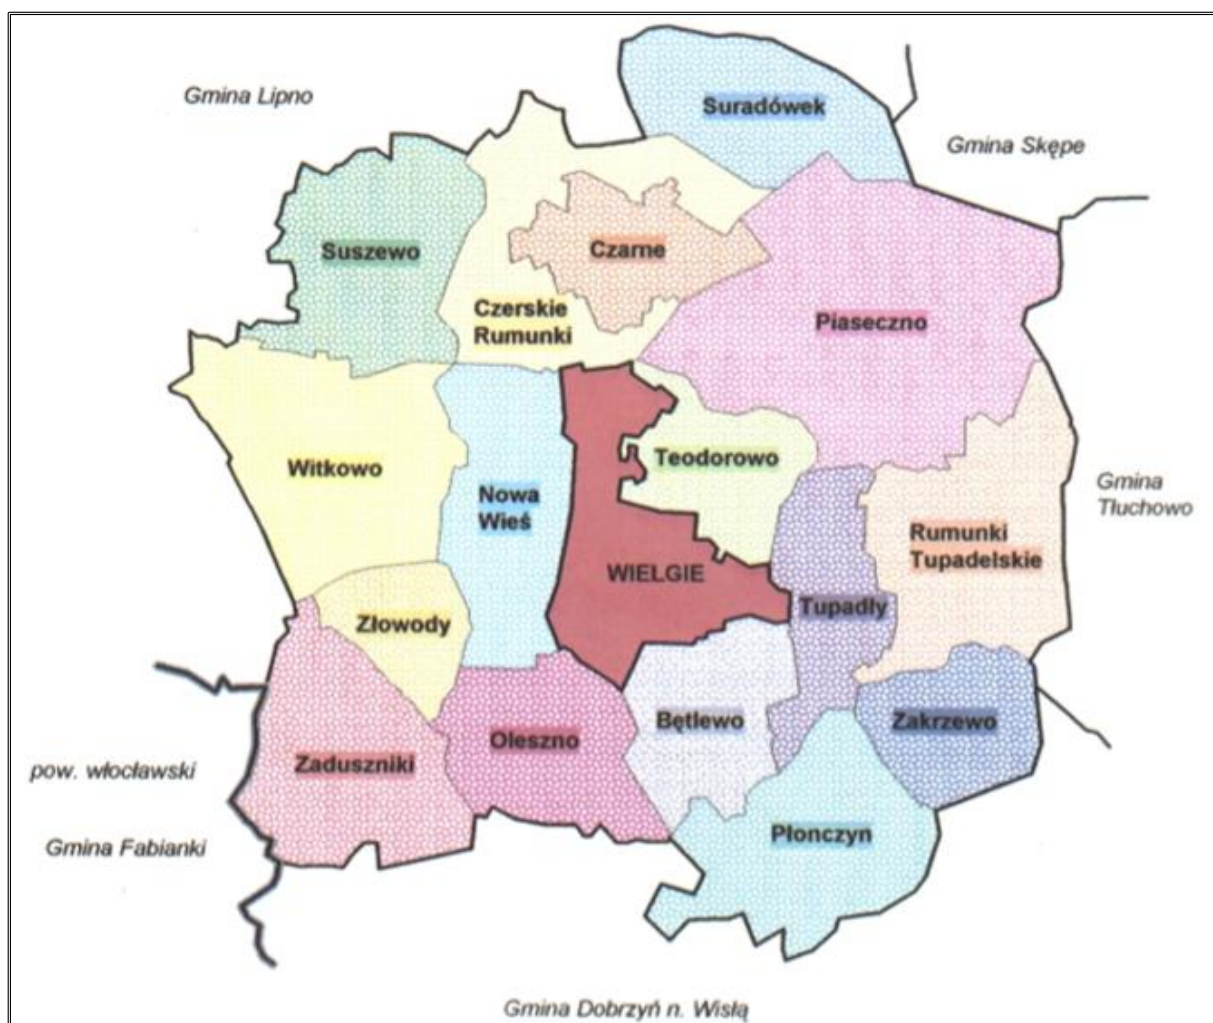 Gmina Lipno
Suradówek
Gmina Skępe
Suszewo
Czarne
Czerskie
Rumunki
Piaseczno
Witkowo
Nowa
Wieś
Teodorowo
Gmina
Tłuchowo
Rumunki
Tupadelskie
WIELGIE
Tupadły
Złowody
Zaduszniki
Oleszno
Bętlewo
Zakrzewo
pow. włocławski
Płonczyn
Gmina Fabianki
Gmina Dobrzyń n. Wisłą